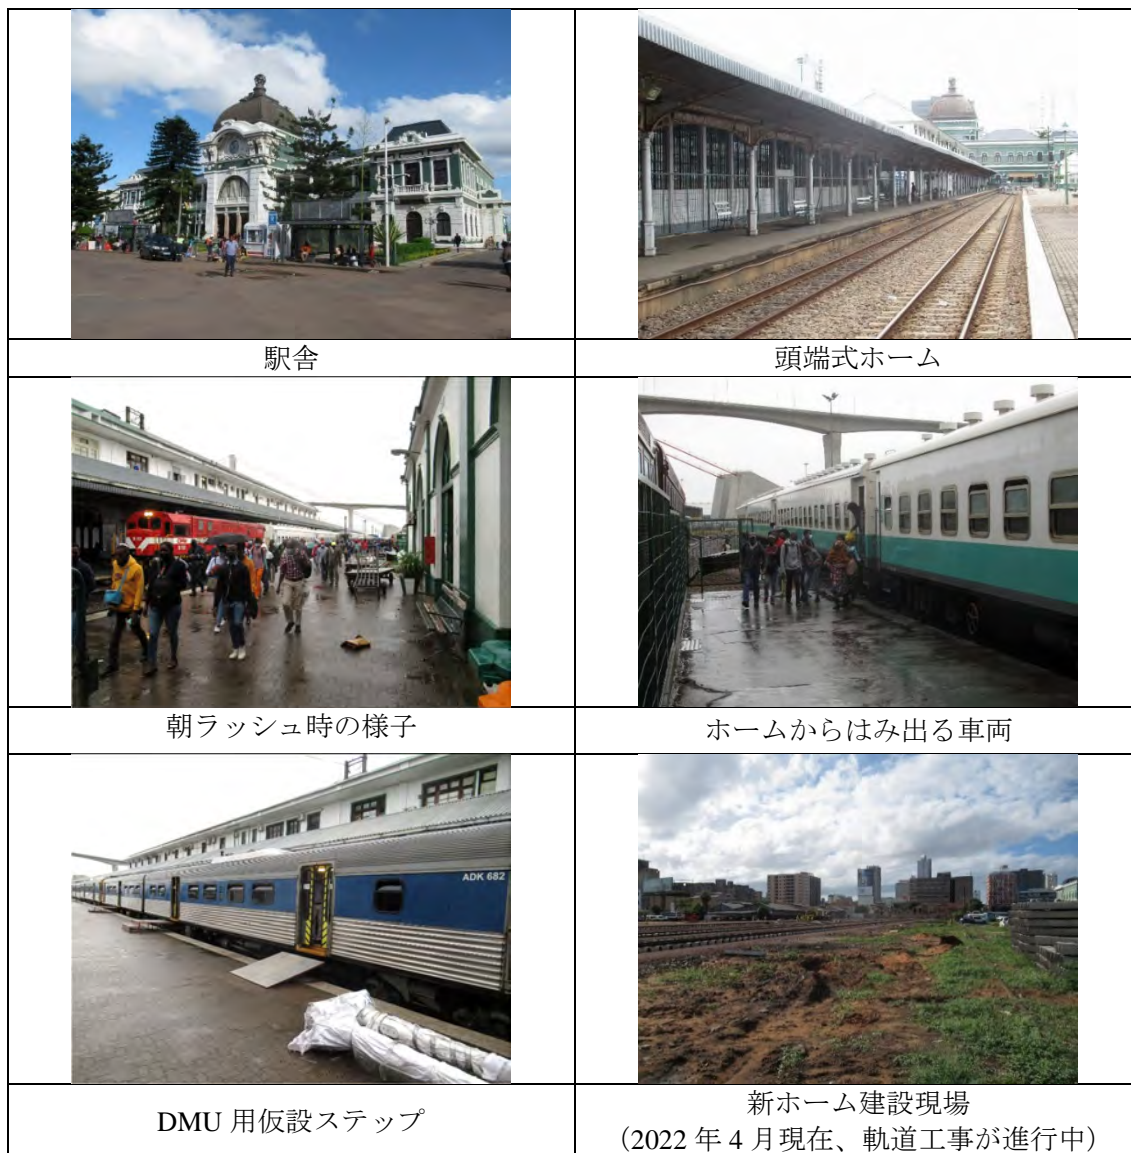 駅舎
頭端式ホーム
朝ラッシュ時の様子
ホームからはみ出る車両
ADK 682
DMU 用仮設ステップ
新ホーム建設現場
（2022 年 4 月現在、軌道工事が進行中）